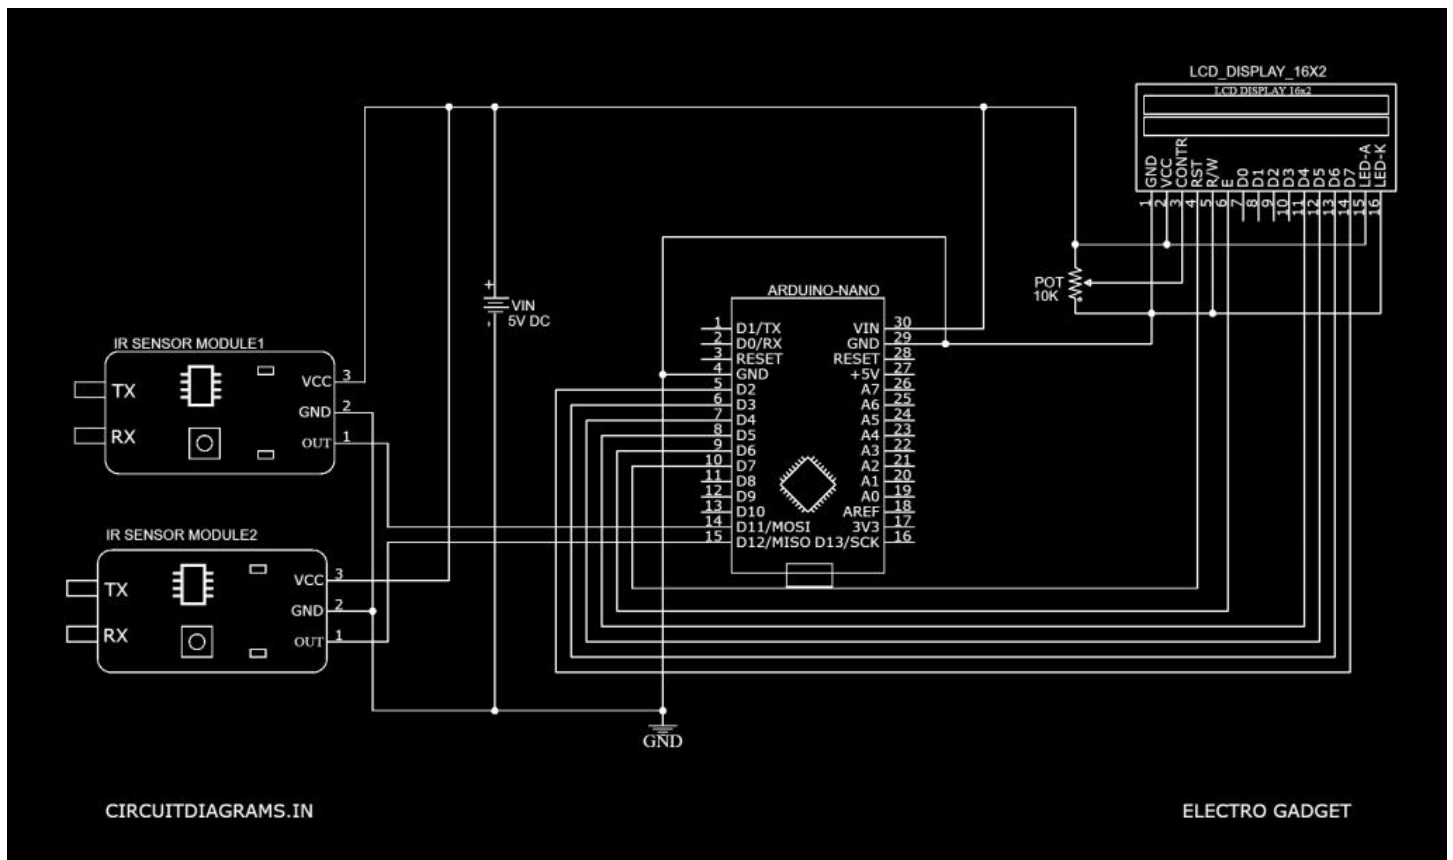 LCD_DISPLAY_16X2
LCD DISPLAY 16x2
GND
VCC
CONTR
RST
R/W
E
D0
D1
D2
D3
D4
D5
D6
D7
LED-A
LED-K
1
2
3
4
5
6
7
8
9
10
11
12
13
14
15
16
POT
10K
+
VIN
-
5V DC
ARDUINO-NANO
1 D1/TX VIN 30
2 D0/RX GND 29
3 RESET RESET 28
4 GND +5V 27
5 D2 A7 26
6 D3 A6 25
7 D4 A5 24
8 D5 A4 23
9 D6 A3 22
10 D7 A2 21
11 D8 A1 20
12 D9 A0 19
13 D10 AREF 18
14 D11/MOSI 3V3 17
15 D12/MISO D13/SCK 16
IR SENSOR MODULE1
TX
RX
VCC 3
GND 2
OUT 1
IR SENSOR MODULE2
TX
RX
VCC 3
GND 2
OUT 1
GND
CIRCUITDIAGRAMS.IN
ELECTRO GADGET